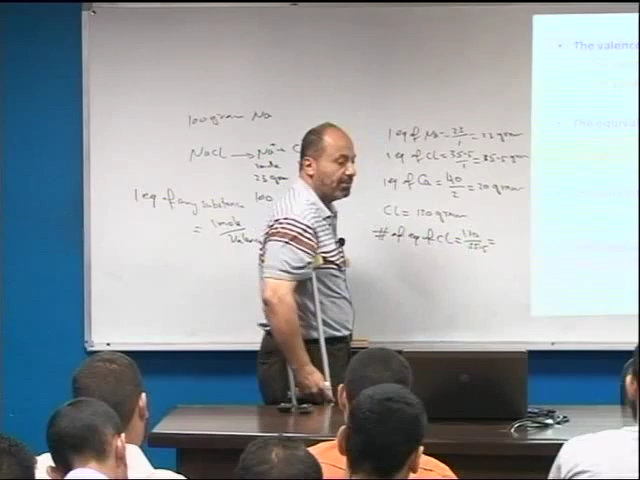 100 gram Na
NaCl → Na+ + C
mole
23 gram
1 eq of any substance 100
= 1 mole / Valence
1 eq of Na = 23/1 = 23 gram
1 eq of CL = 35.5/1 = 35.5 gram
1 eq of Ca = 40/2 = 20 gram
CL = 120 gram
# of eq of CL = 120/35.5 =
• The valence
• The equiva